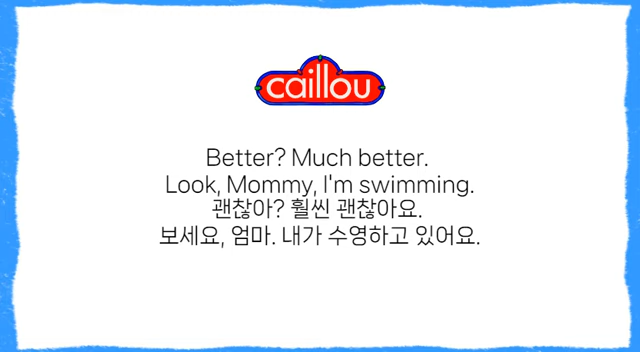 caillou
Better? Much better.
Look, Mommy, I'm swimming.
괜찮아? 훨씬 괜찮아요.
보세요, 엄마. 내가 수영하고 있어요.